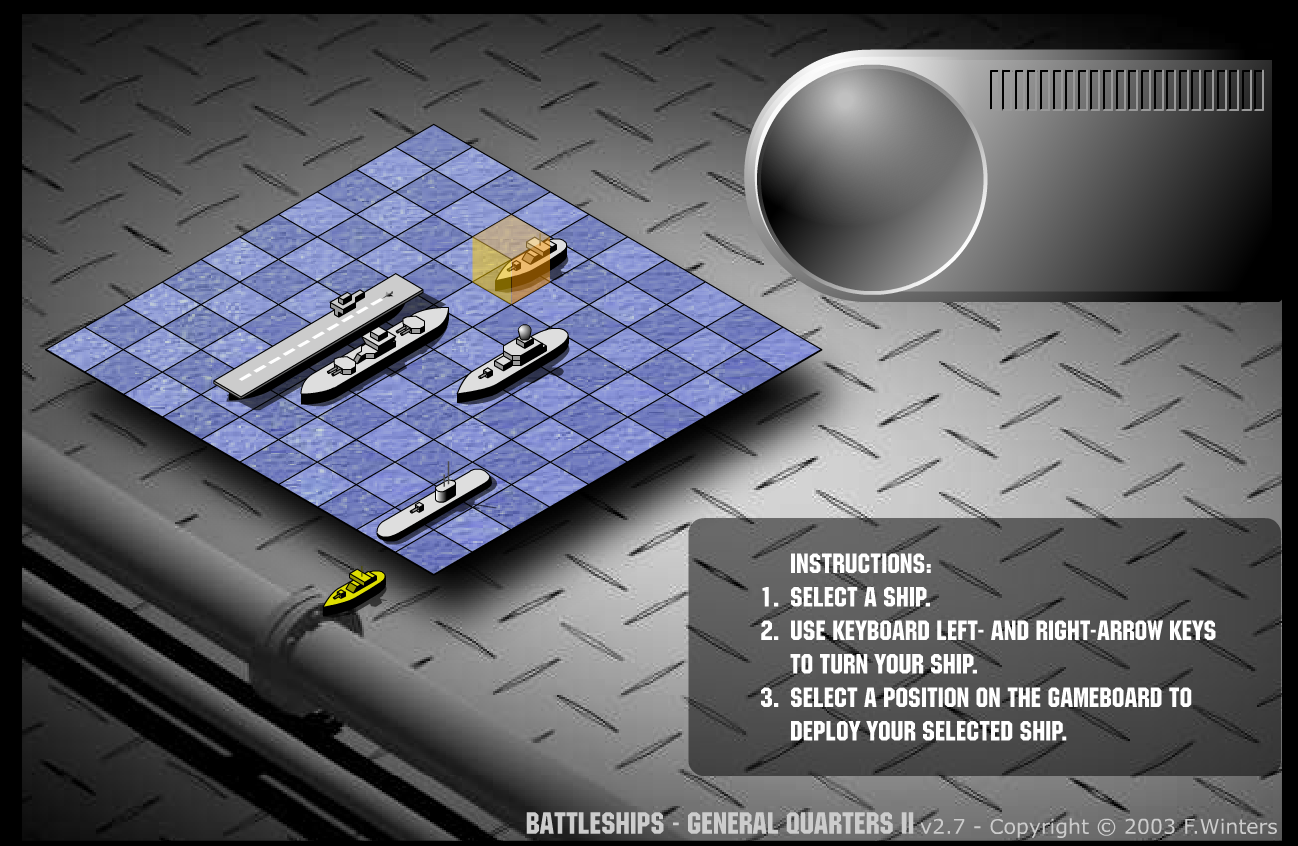 INSTRUCTIONS:
1. SELECT A SHIP.
2. USE KEYBOARD LEFT- AND RIGHT-ARROW KEYS
TO TURN YOUR SHIP.
3. SELECT A POSITION ON THE GAMEBOARD TO
DEPLOY YOUR SELECTED SHIP.
BATTLESHIPS - GENERAL QUARTERS II v2.7 - Copyright © 2003 F.Winters